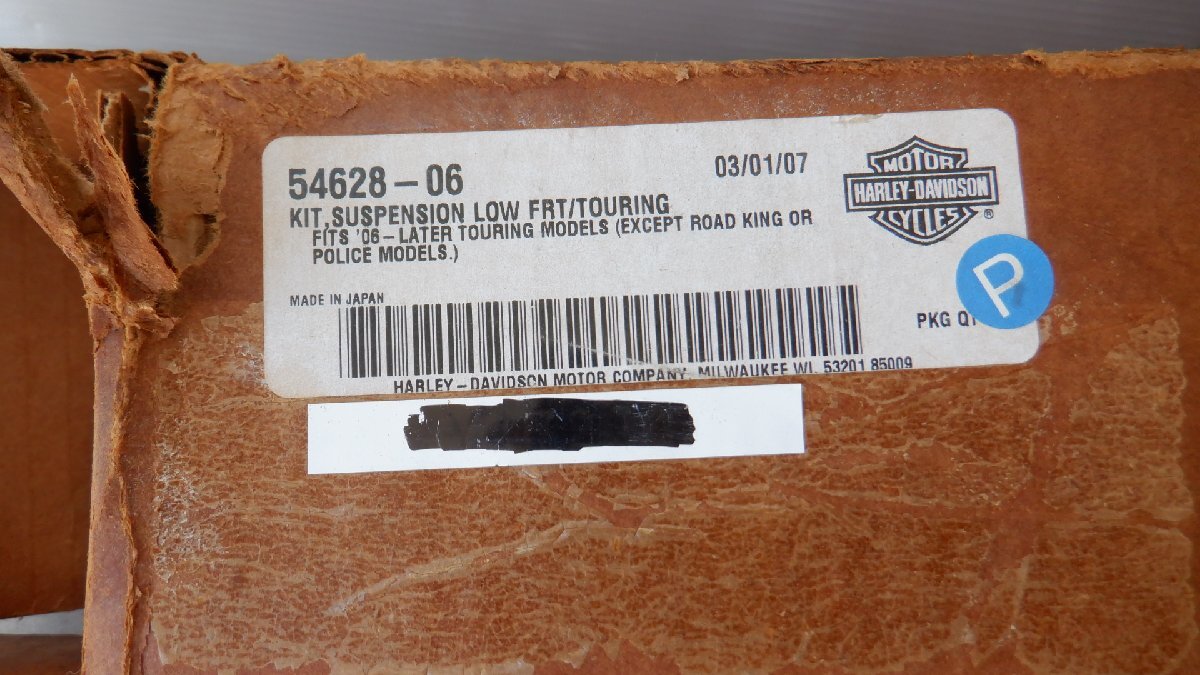 54628-06
03/01/07
KIT,SUSPENSION LOW FRT/TOURING
FITS '06-LATER TOURING MODELS (EXCEPT ROAD KING OR
POLICE MODELS.)
MOTOR
HARLEY-DAVIDSON
CYCLES ®
P
MADE IN JAPAN
PKG
HARLEY-DAVIDSON MOTOR COMPANY, MILWAUKEE WI. 53201 85009